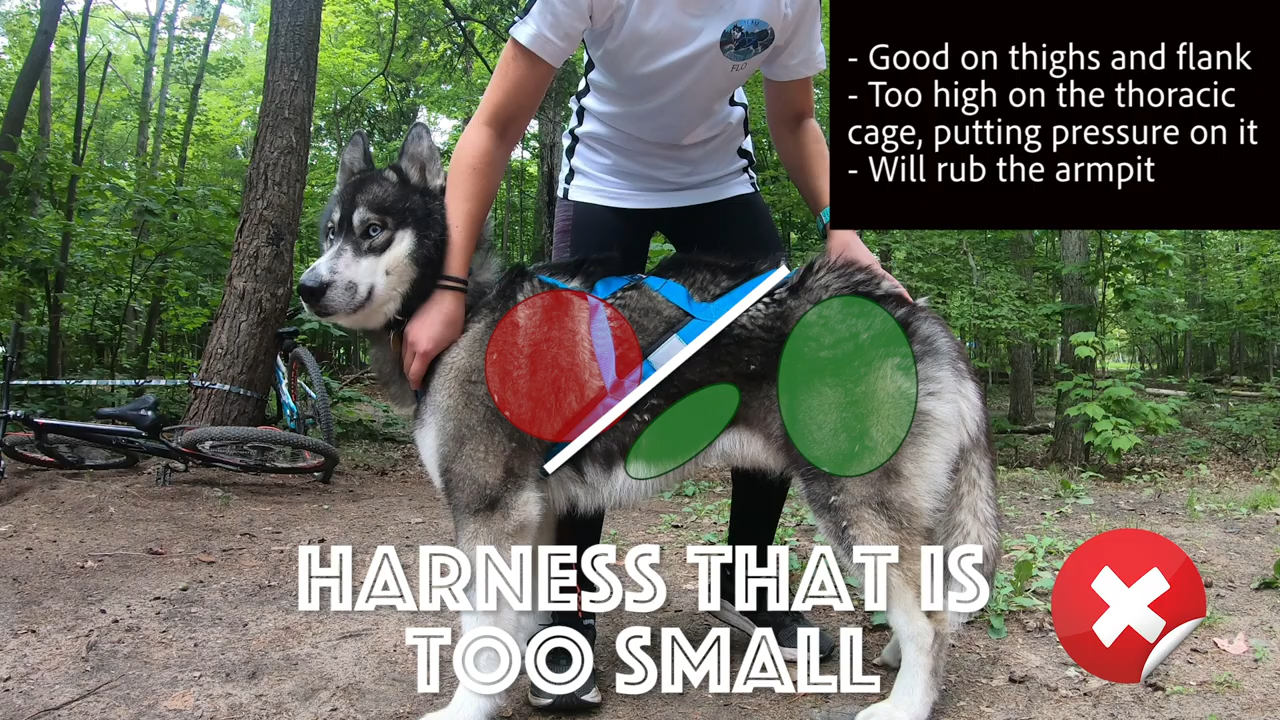 - Good on thighs and flank
- Too high on the thoracic
cage, putting pressure on it
- Will rub the armpit
FLO
HARNESS THAT IS
TOO SMALL